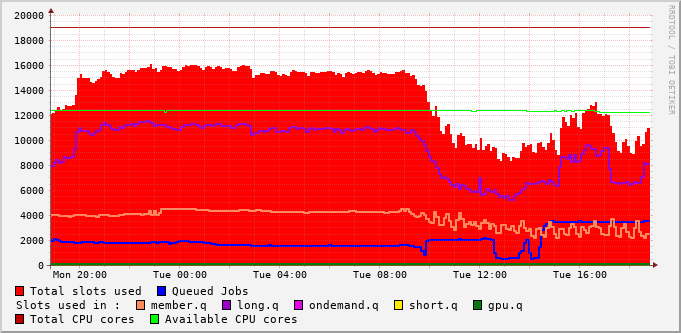 20000
18000
16000
14000
12000
10000
8000
6000
4000
2000
0
Mon 20:00 Tue 00:00 Tue 04:00 Tue 08:00 Tue 12:00 Tue 16:00
RRDTOOL / TOBI OETIKER
Total slots used Queued Jobs
Slots used in : member.q long.q ondemand.q short.q gpu.q
Total CPU cores Available CPU cores